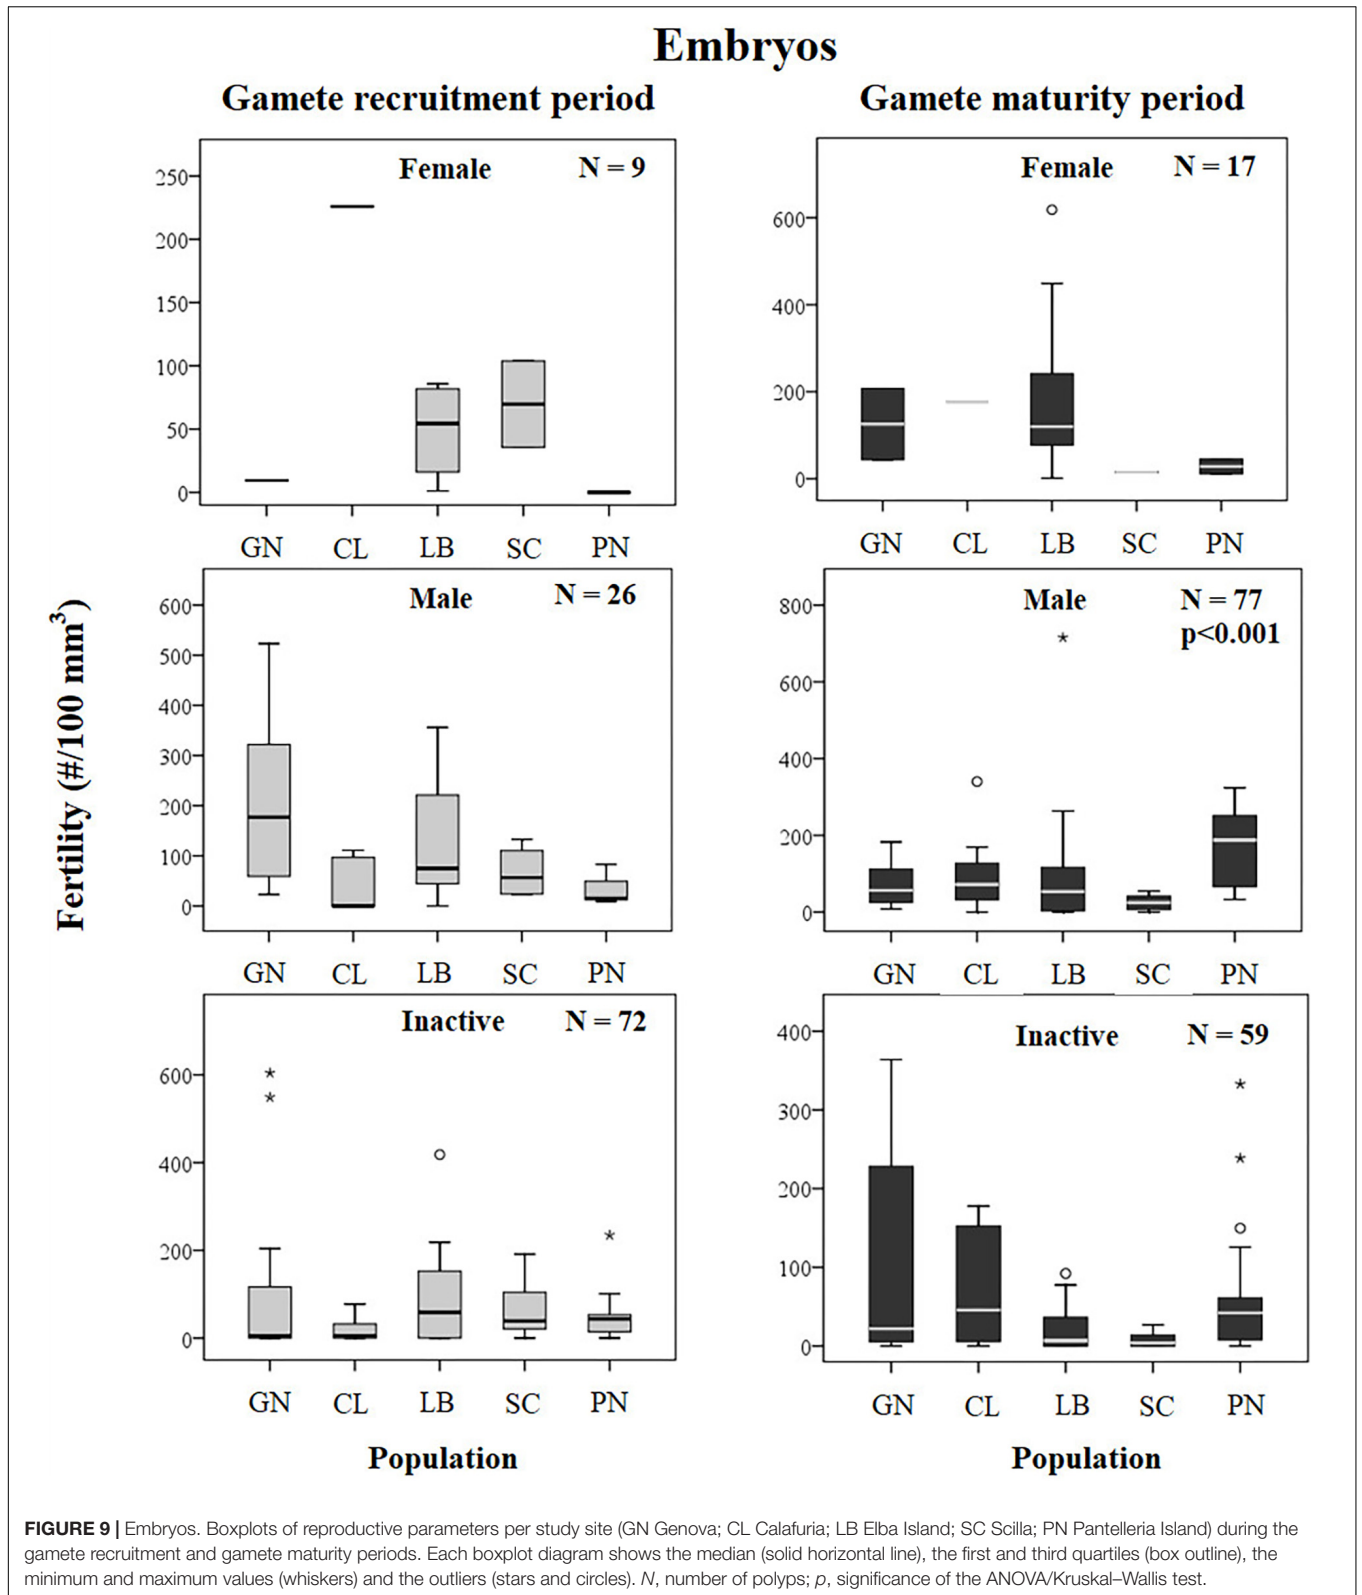 Embryos
Gamete recruitment period
Gamete maturity period
Fertility (#/100 mm³)
Female N = 9
250
200
150
100
50
0
GN CL LB SC PN
Female N = 17
600
400
200
0
GN CL LB SC PN
Male N = 26
600
500
400
300
200
100
0
GN CL LB SC PN
Male N = 77
p<0.001
800
600
400
200
0
GN CL LB SC PN
Inactive N = 72
600
400
200
0
GN CL LB SC PN
Population
Inactive N = 59
400
300
200
100
0
GN CL LB SC PN
Population
FIGURE 9 | Embryos. Boxplots of reproductive parameters per study site (GN Genova; CL Calafuria; LB Elba Island; SC Scilla; PN Pantelleria Island) during the
gamete recruitment and gamete maturity periods. Each boxplot diagram shows the median (solid horizontal line), the first and third quartiles (box outline), the
minimum and maximum values (whiskers) and the outliers (stars and circles). N, number of polyps; p, significance of the ANOVA/Kruskal–Wallis test.